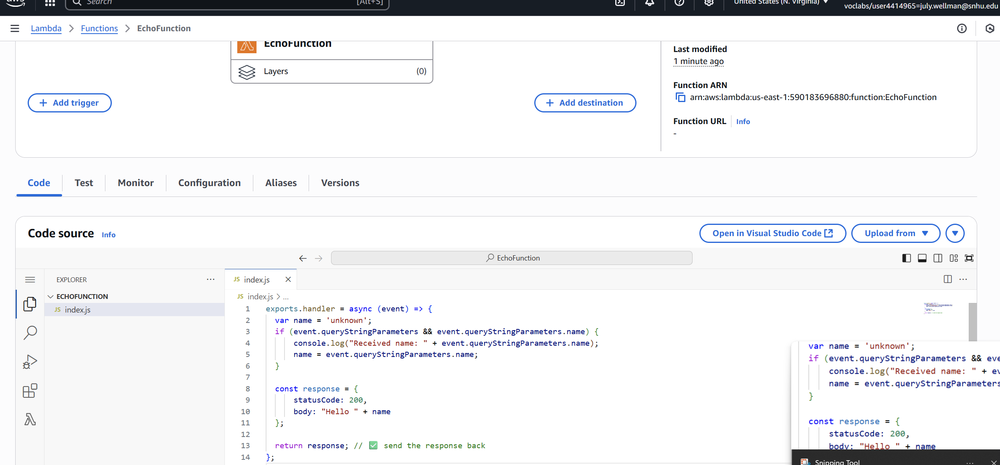 aws
Search
[Alt+S]
United States (N. Virginia)
voclabs/user4414965=july.wellman@snhu.edu
Lambda
Functions
EchoFunction
EchoFunction
Layers
(0)
Add trigger
Add destination
Last modified
1 minute ago
Function ARN
arn:aws:lambda:us-east-1:590183696880:function:EchoFunction
Function URL
Info
-
Code
Test
Monitor
Configuration
Aliases
Versions
Code source
Info
Open in Visual Studio Code
Upload from
EchoFunction
EXPLORER
ECHOFUNCTION
JS index.js
JS index.js
JS index.js > ...
1 exports.handler = async (event) => {
2 var name = 'unknown';
3 if (event.queryStringParameters && event.queryStringParameters.name) {
4 console.log("Received name: " + event.queryStringParameters.name);
5 name = event.queryStringParameters.name;
6 }
7
8 const response = {
9 statusCode: 200,
10 body: "Hello " + name
11 };
12
13 return response; // ✅ send the response back
14 };
var name = 'unknown';
if (event.queryStringParameters && eve
console.log("Received name: " + ev
name = event.queryStringParameters
}
const response = {
statusCode: 200,
body: "Hello " + name
Snipping Tool